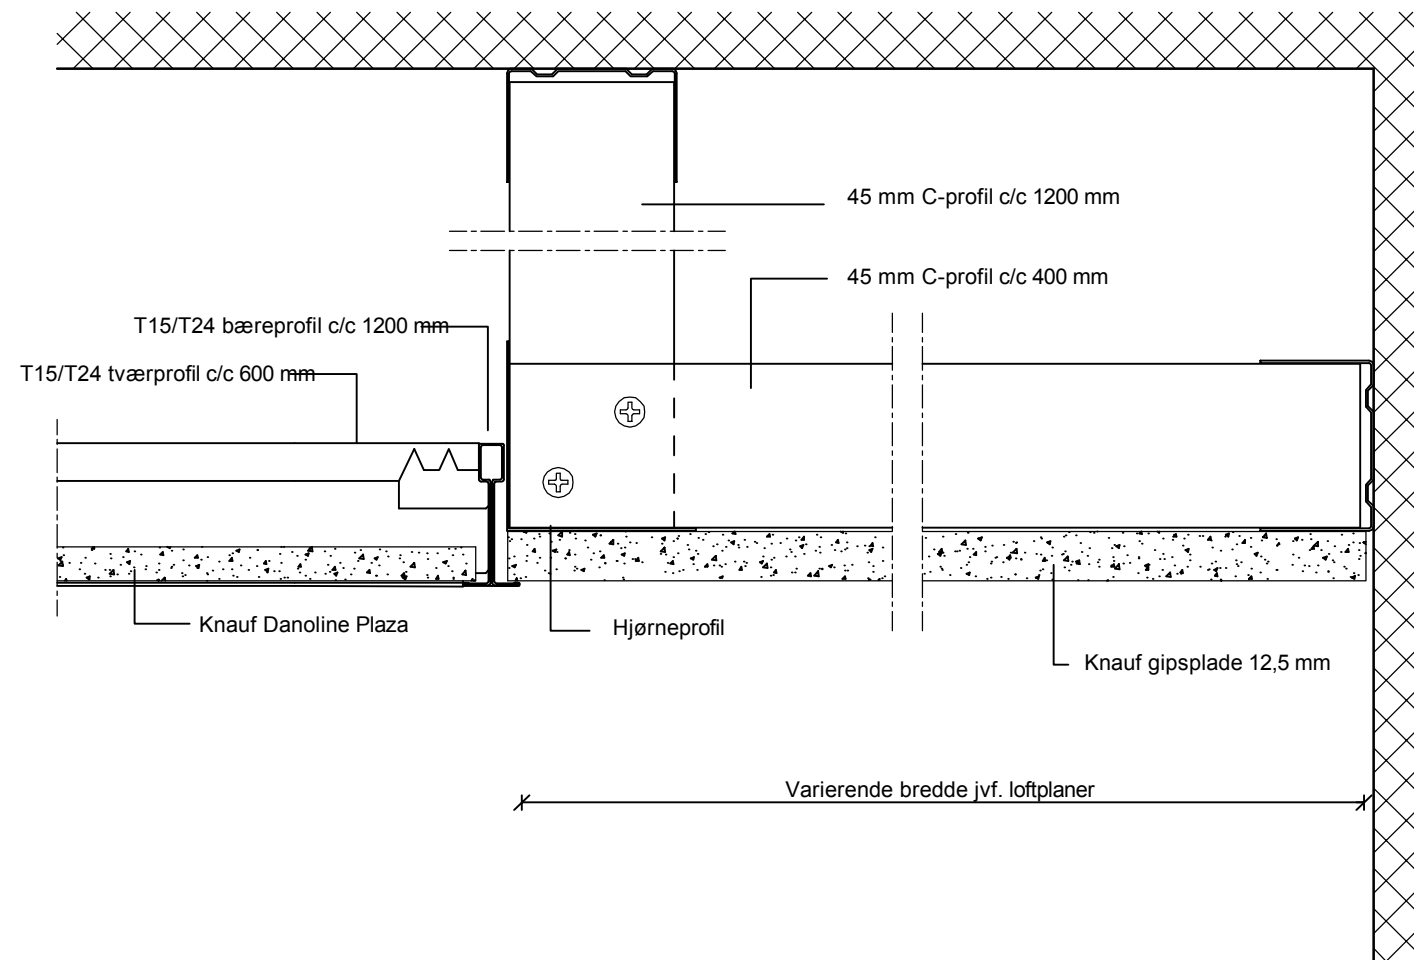 45 mm C-profil c/c 1200 mm
45 mm C-profil c/c 400 mm
T15/T24 bæreprofil c/c 1200 mm
T15/T24 tværprofil c/c 600 mm
Knauf Danoline Plaza
Hjørneprofil
Knauf gipsplade 12,5 mm
Varierende bredde jvf. loftplaner